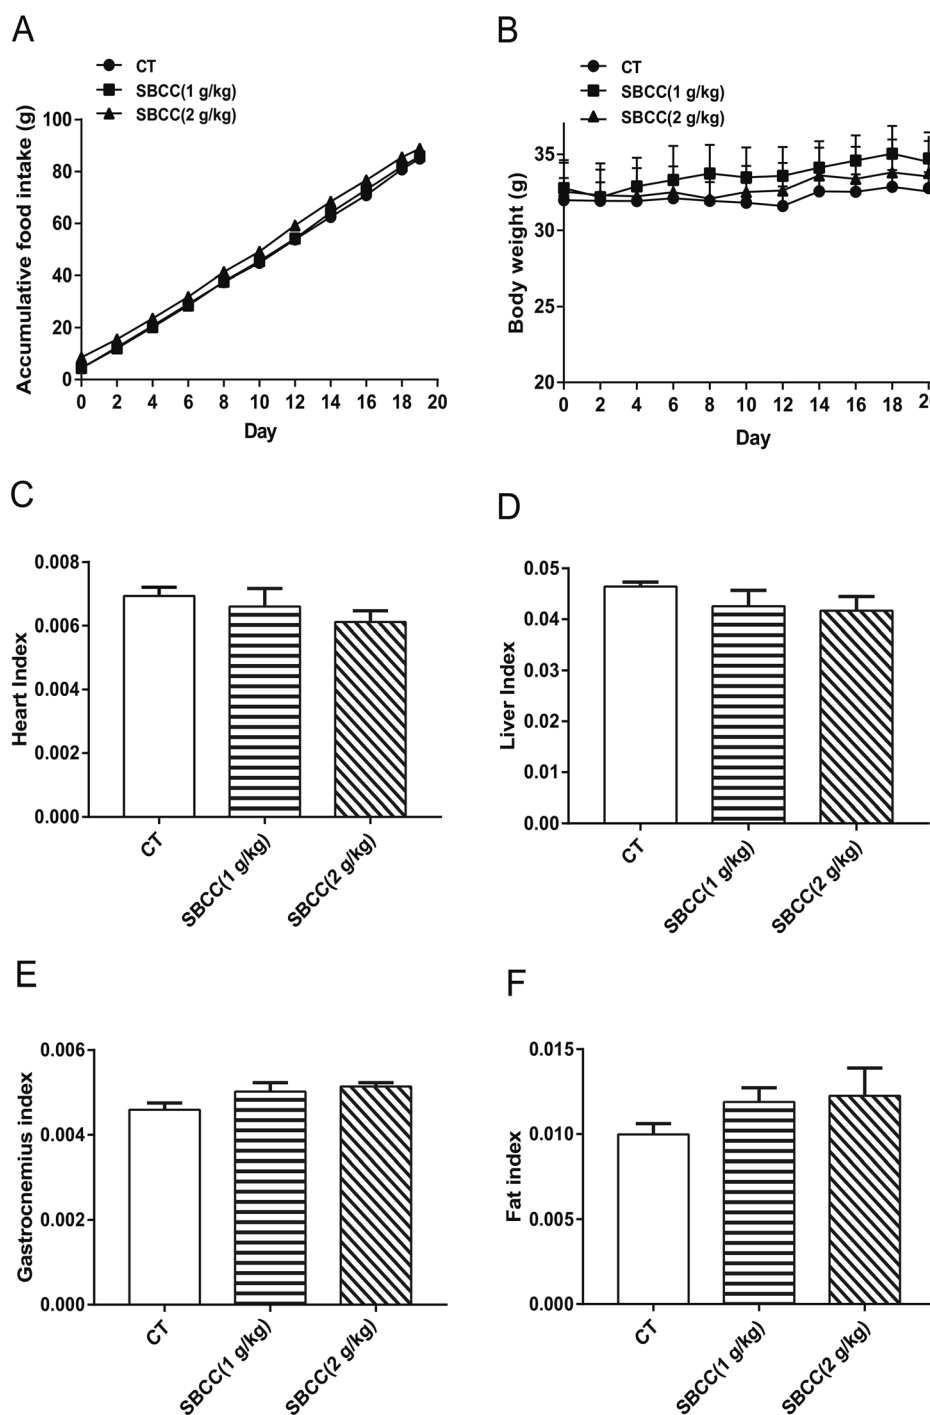 A
CT
SBCC(1 g/kg)
SBCC(2 g/kg)
Accumulative food intake (g)
100
80
60
40
20
0
0 2 4 6 8 10 12 14 16 18 20
Day
B
CT
SBCC(1 g/kg)
SBCC(2 g/kg)
Body weight (g)
35
30
25
20
0 2 4 6 8 10 12 14 16 18 20
Day
C
Heart Index
0.008
0.006
0.004
0.002
0.000
CT
SBCC(1 g/kg)
SBCC(2 g/kg)
D
Liver Index
0.05
0.04
0.03
0.02
0.01
0.00
CT
SBCC(1 g/kg)
SBCC(2 g/kg)
E
Gastrocnemius index
0.006
0.004
0.002
0.000
CT
SBCC(1 g/kg)
SBCC(2 g/kg)
F
Fat index
0.015
0.010
0.005
0.000
CT
SBCC(1 g/kg)
SBCC(2 g/kg)